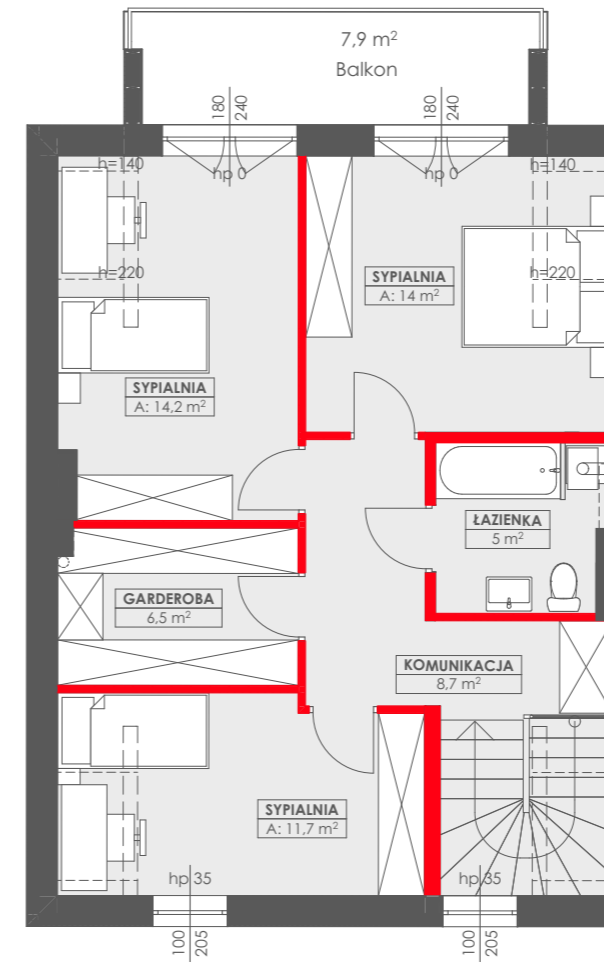 7,9 m²
Balkon
180
240
180
240
h=140
hp 0
hp 0
h=140
h=220
SYPIALNIA
A: 14 m²
h=220
SYPIALNIA
A: 14,2 m²
ŁAZIENKA
5 m²
GARDEROBA
6,5 m²
KOMUNIKACJA
8,7 m²
SYPIALNIA
A: 11,7 m²
hp 35
hp 35
100
205
100
205